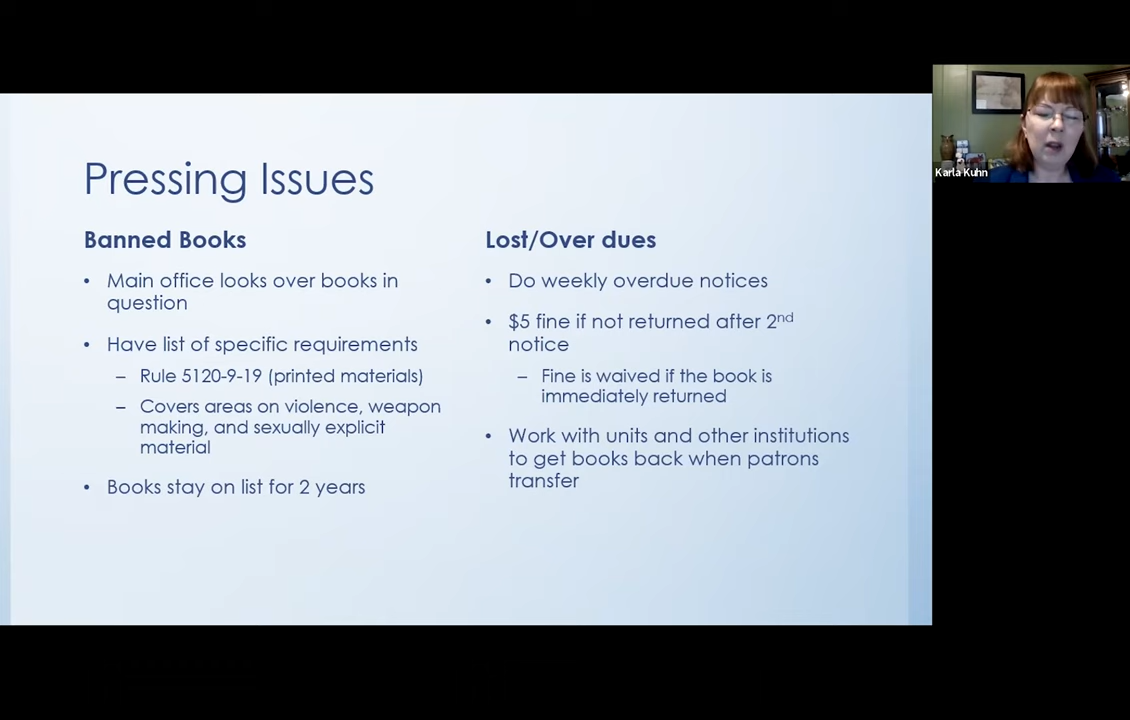 Pressing Issues
Banned Books
• Main office looks over books in
question
• Have list of specific requirements
– Rule 5120-9-19 (printed materials)
– Covers areas on violence, weapon
making, and sexually explicit
material
• Books stay on list for 2 years
Lost/Over dues
• Do weekly overdue notices
• $5 fine if not returned after 2nd
notice
– Fine is waived if the book is
immediately returned
• Work with units and other institutions
to get books back when patrons
transfer
Karla Kuhn